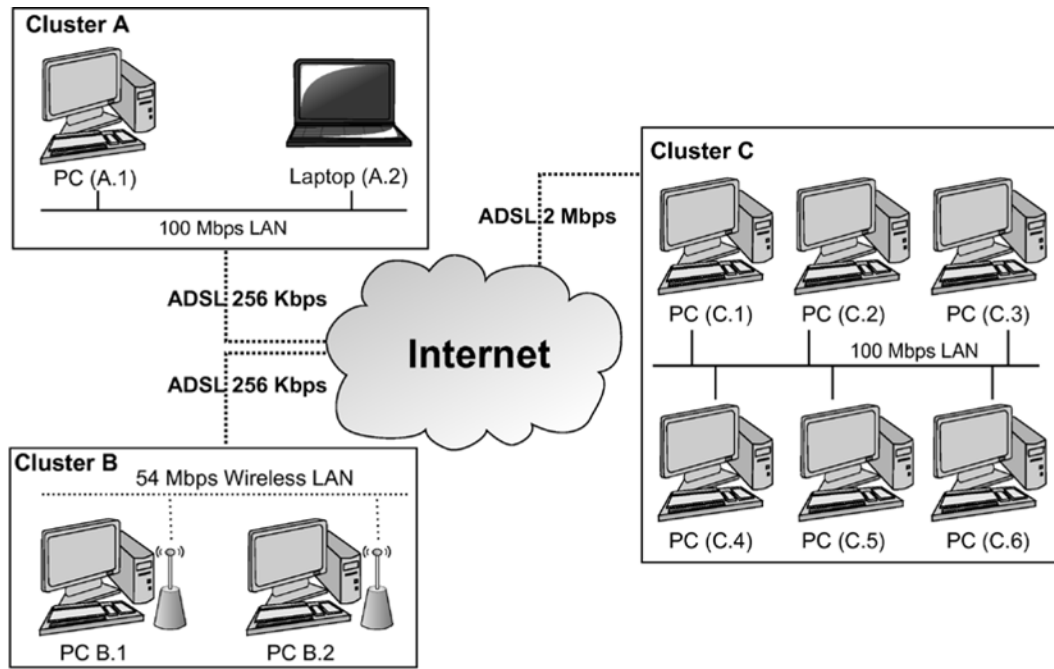 Cluster A
PC (A.1)
Laptop (A.2)
100 Mbps LAN
ADSL 256 Kbps
ADSL 256 Kbps
Internet
ADSL 2 Mbps
Cluster B
54 Mbps Wireless LAN
PC B.1
PC B.2
Cluster C
PC (C.1)
PC (C.2)
PC (C.3)
100 Mbps LAN
PC (C.4)
PC (C.5)
PC (C.6)